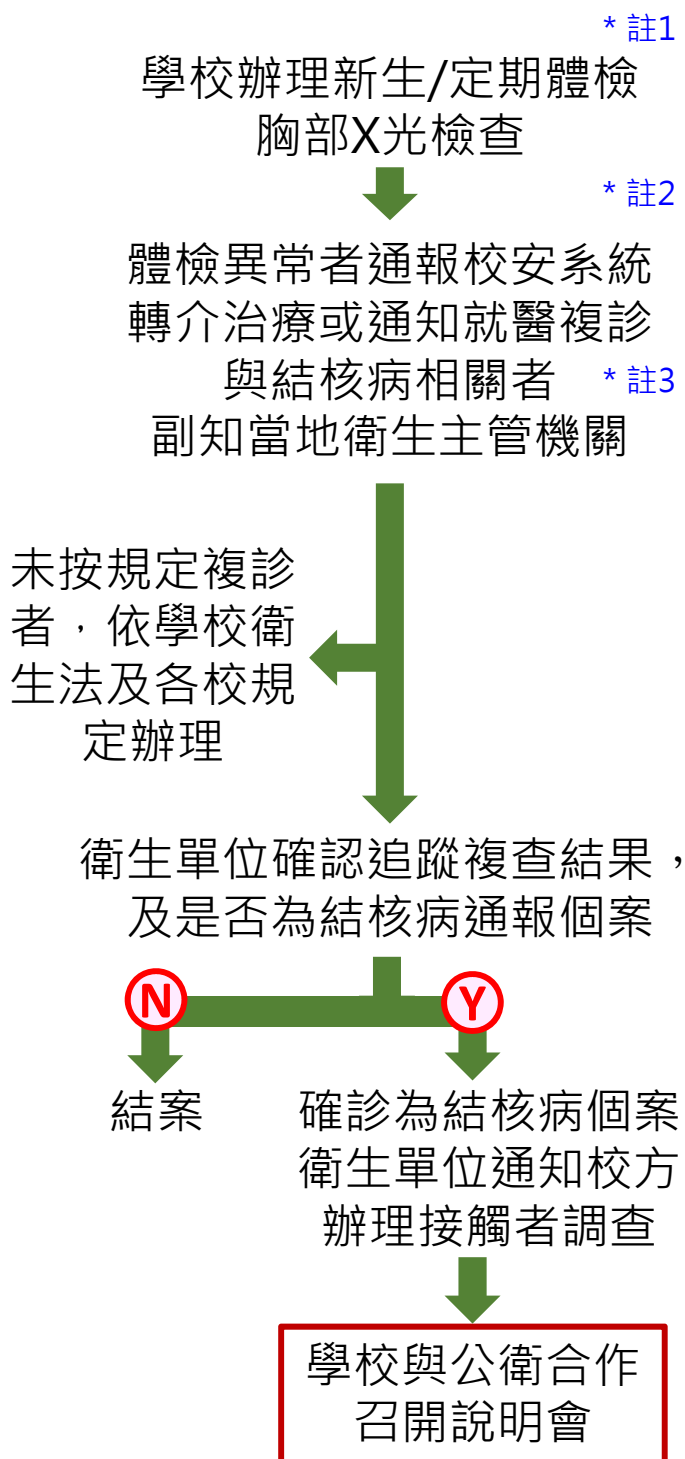 * 註1
學校辦理新生/定期體檢
胸部X光檢查
* 註2
體檢異常者通報校安系統
轉介治療或通知就醫複診
與結核病相關者 * 註3
副知當地衛生主管機關
未按規定複診
者，依學校衛
生法及各校規
定辦理
衛生單位確認追蹤複查結果，
及是否為結核病通報個案
N
Y
結案
確診為結核病個案
衛生單位通知校方
辦理接觸者調查
學校與公衛合作
召開說明會